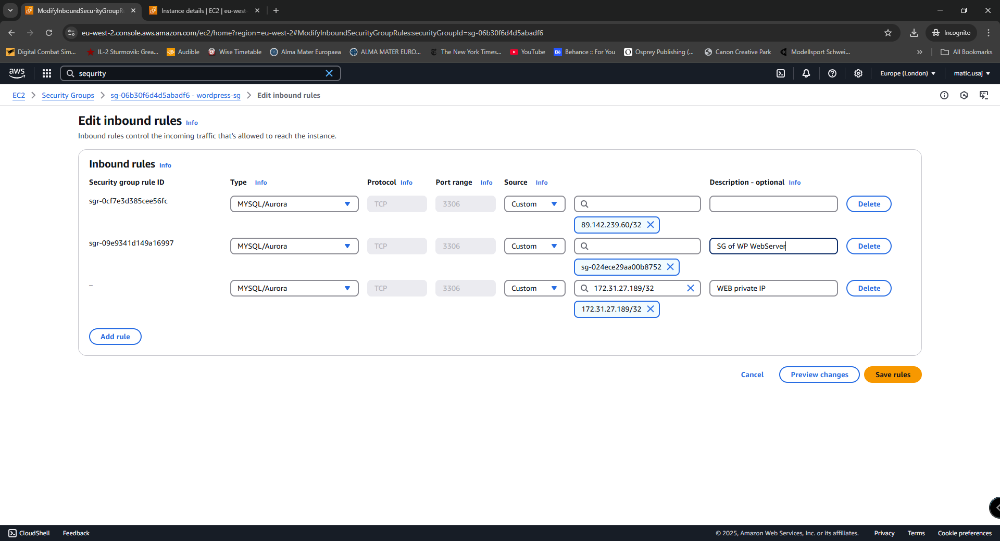 ModifyInboundSecurityGroupR
Instance details | EC2 | eu-west-
eu-west-2.console.aws.amazon.com/ec2/home?region=eu-west-2#ModifyInboundSecurityGroupRules:securityGroupId=sg-06b30f6d4d5abadf6
Incognito
Digital Combat Sim...
IL-2 Sturmovik: Grea...
Audible
Wise Timetable
Alma Mater Europaea
ALMA MATER EURO...
The New York Times...
YouTube
Bē
Behance :: For You
Osprey Publishing (...
Canon Creative Park
Modellsport Schwei...
All Bookmarks
aws
sequrity
Europe (London)
matic.usaj
EC2
Security Groups
sg-06b30f6d4d5abadf6 - wordpress-sg
Edit inbound rules
Edit inbound rules Info
Inbound rules control the incoming traffic that's allowed to reach the instance.
Inbound rules Info
Security group rule ID
Type Info
Protocol Info
Port range Info
Source Info
Description - optional Info
sgr-0cf7e3d385cee56fc
MYSQL/Aurora
TCP
3306
Custom
Delete
89.142.239.60/32
sgr-09e9341d149a16997
MYSQL/Aurora
TCP
3306
Custom
SG of WP WebServer
Delete
sg-024ece29aa00b8752
–
MYSQL/Aurora
TCP
3306
Custom
172.31.27.189/32
WEB private IP
Delete
172.31.27.189/32
Add rule
Cancel
Preview changes
Save rules
CloudShell
Feedback
© 2025, Amazon Web Services, Inc. or its affiliates.
Privacy
Terms
Cookie preferences